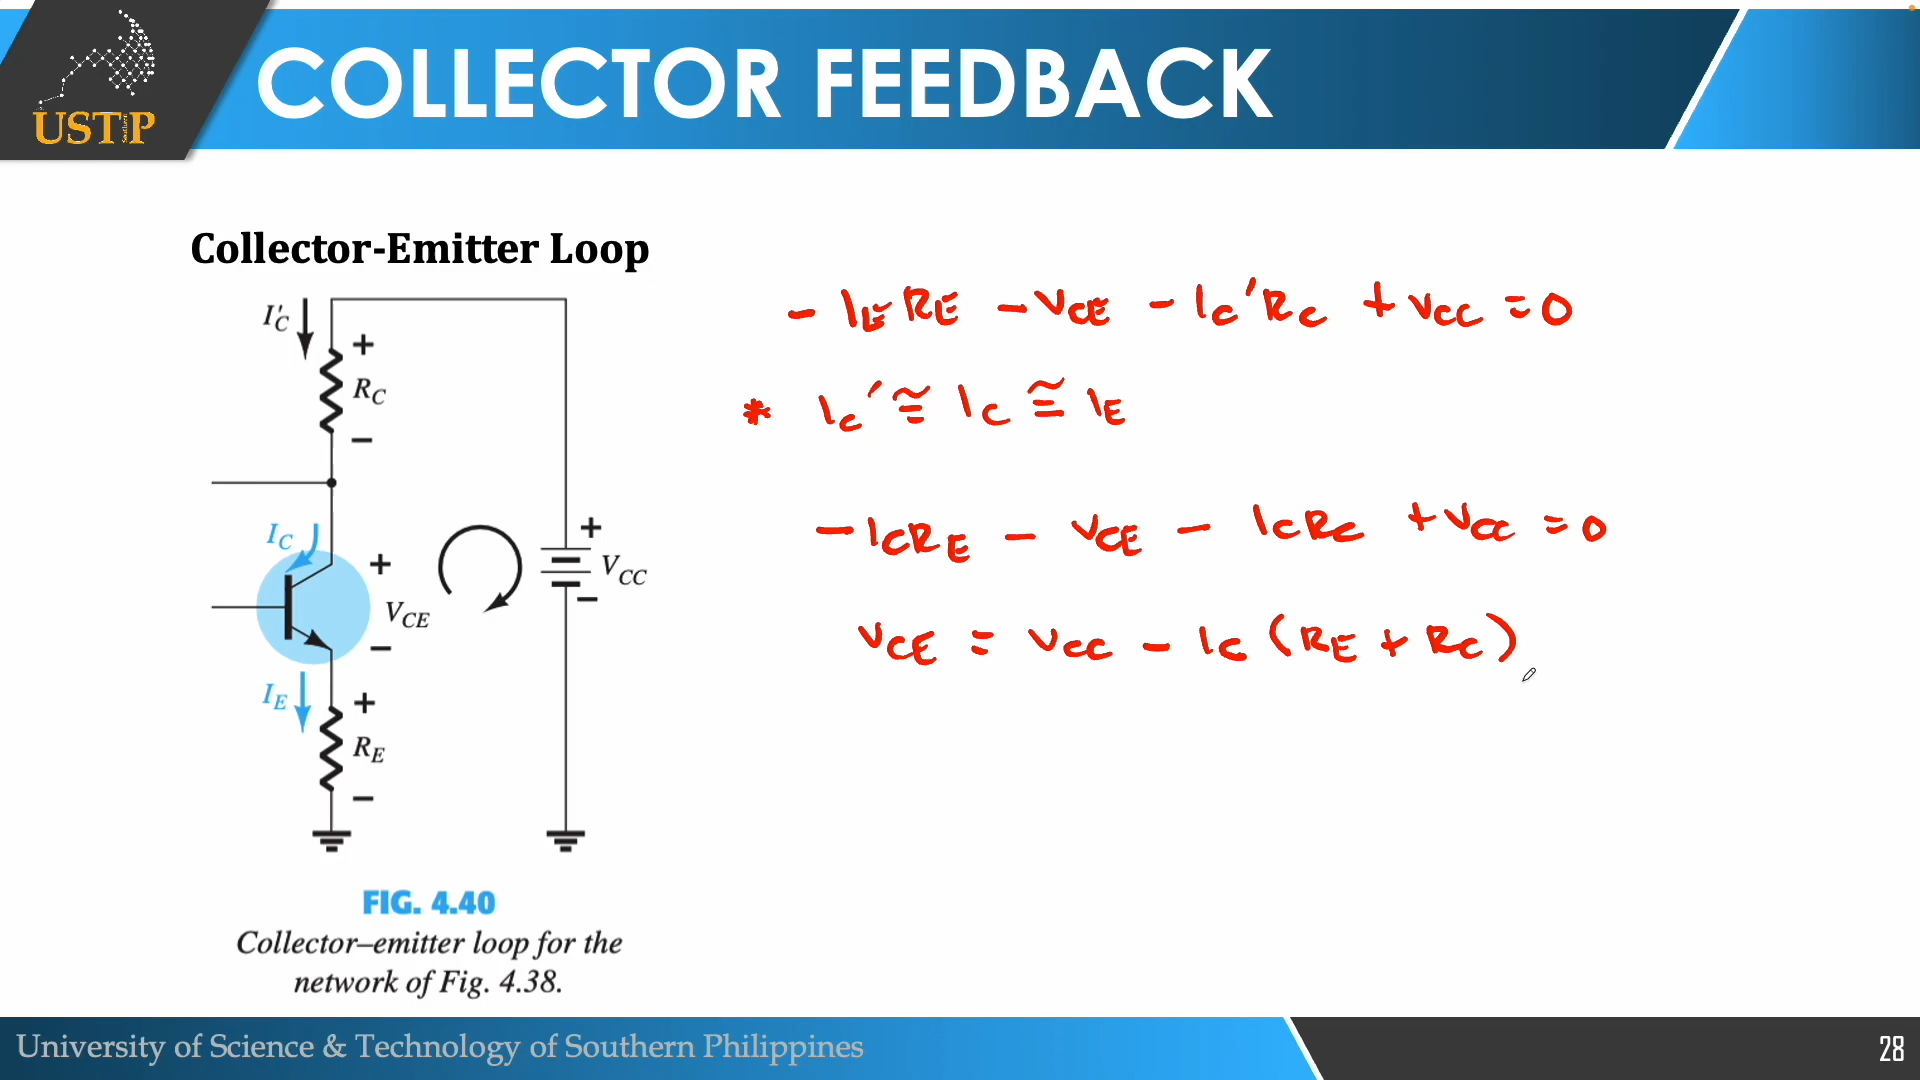 COLLECTOR FEEDBACK
USTP
Collector-Emitter Loop
I'C
+
RC
−
IC
+
VCE
−
IE
+
RE
−
+
VCC
−
− IERE − VCE − IC'RC + VCC = 0
* IC' ≅ IC ≅ IE
− ICRE − VCE − ICRC + VCC = 0
VCE = VCC − IC (RE + RC)
FIG. 4.40
Collector–emitter loop for the
network of Fig. 4.38.
University of Science & Technology of Southern Philippines
28